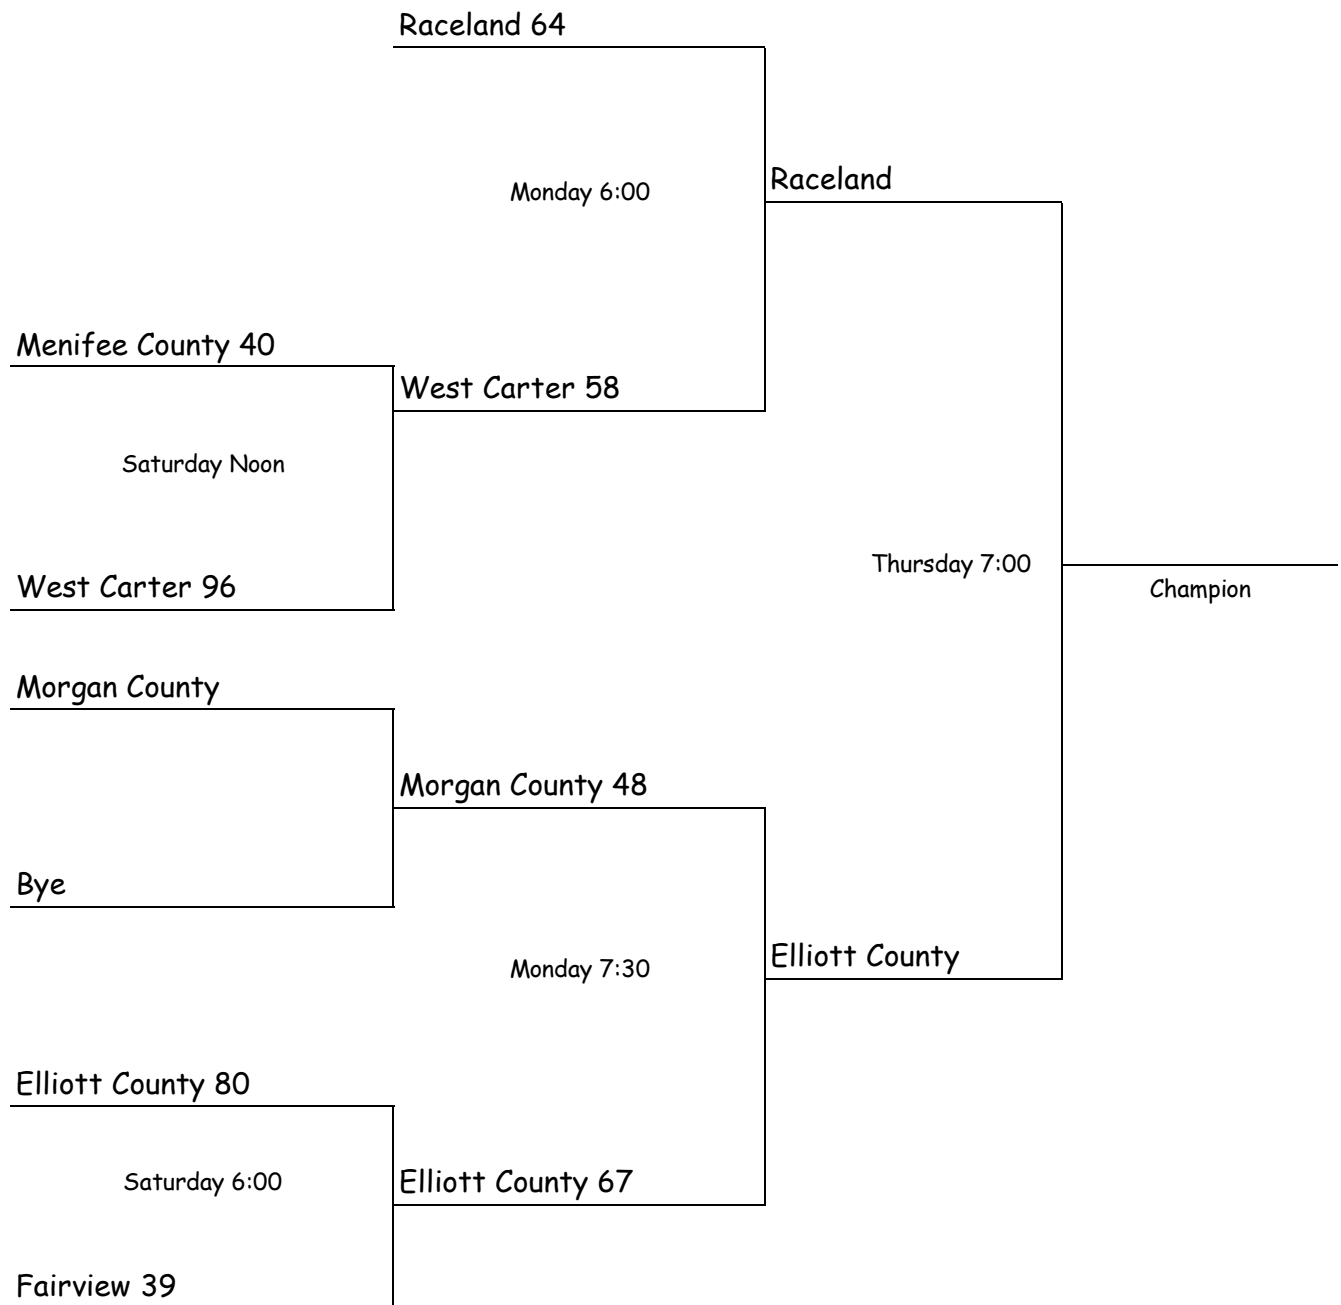 Raceland 64
Monday 6:00
Raceland
Menifee County 40
West Carter 58
Saturday Noon
Thursday 7:00
West Carter 96
Champion
Morgan County
Morgan County 48
Bye
Monday 7:30
Elliott County
Elliott County 80
Saturday 6:00
Elliott County 67
Fairview 39